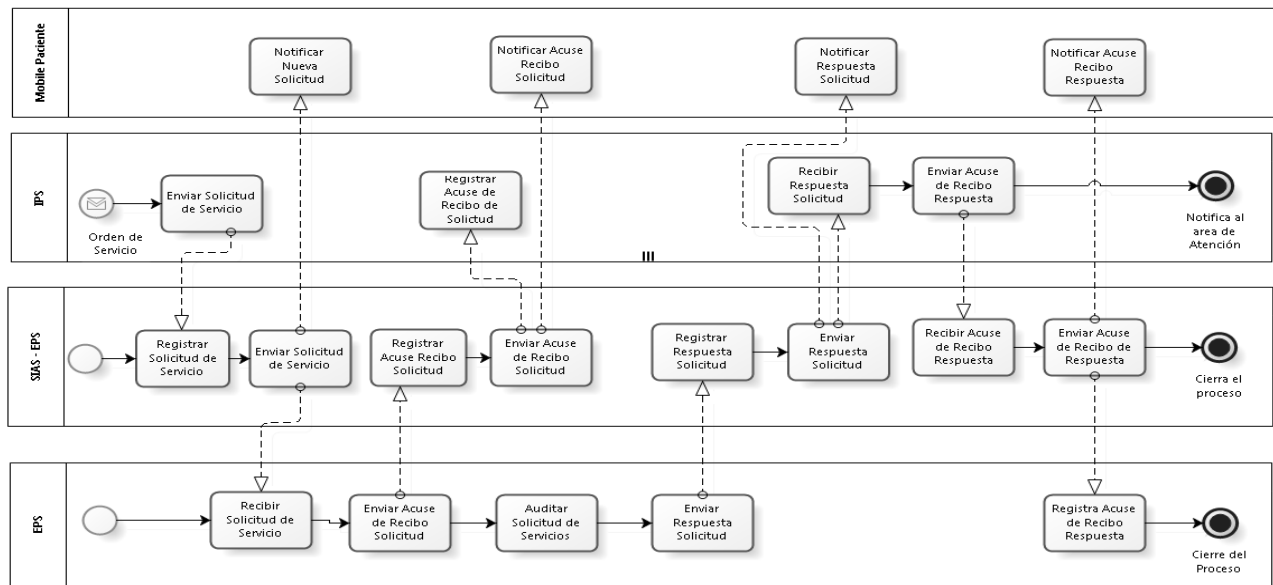 Mobile Paciente
Notificar
Nueva
Solicitud
Notificar Acuse
Recibo
Solicitud
Notificar
Respuesta
Solicitud
Notificar Acuse
Recibo
Respuesta
IPS
Orden de
Servicio
Enviar Solicitud
de Servicio
Registrar
Acuse de
Recibo de
Solictud
Recibir
Respuesta
Solicitud
Enviar Acuse
de Recibo
Respuesta
Notifica al
area de
Atención
SIAS - EPS
Registrar
Solicitud de
Servicio
Enviar Solicitud
de Servicio
Registrar
Acuse Recibo
Solicitud
Enviar Acuse
de Recibo
Solicitud
Registrar
Respuesta
Solicitud
Enviar
Respuesta
Solicitud
Recibir Acuse
de Recibo
Respuesta
Enviar Acuse
de Recibo de
Respuesta
Cierra el
proceso
EPS
Recibir
Solicitud de
Servicio
Enviar Acuse
de Recibo
Solicitud
Auditar
Solicitud de
Servicios
Enviar
Respuesta
Solicitud
Registra Acuse
de Recibo
Respuesta
Cierre del
Proceso